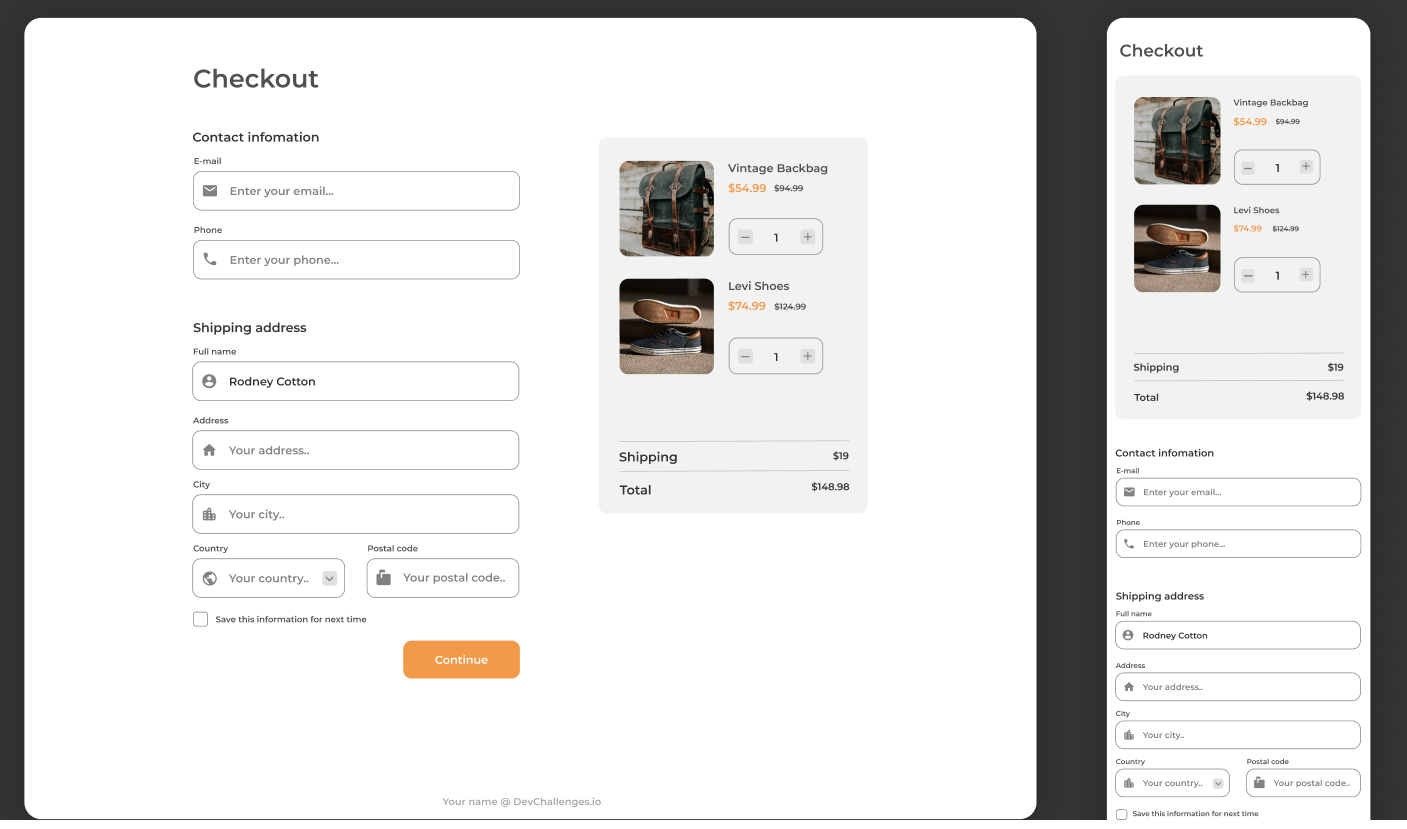 Checkout
Contact infomation
E-mail
Enter your email...
Phone
Enter your phone...
Shipping address
Full name
Rodney Cotton
Address
Your address..
City
Your city..
Country
Postal code
Your country..
Your postal code..
Save this information for next time
Continue
Vintage Backbag
$54.99 $94.99
1
Levi Shoes
$74.99 $124.99
1
Shipping $19
Total $148.98
Your name @ DevChallenges.io
Checkout
Vintage Backbag
$54.99 $94.99
1
Levi Shoes
$74.99 $124.99
1
Shipping $19
Total $148.98
Contact infomation
E-mail
Enter your email...
Phone
Enter your phone...
Shipping address
Full name
Rodney Cotton
Address
Your address..
City
Your city..
Country
Postal code
Your country..
Your postal code..
Save this information for next time